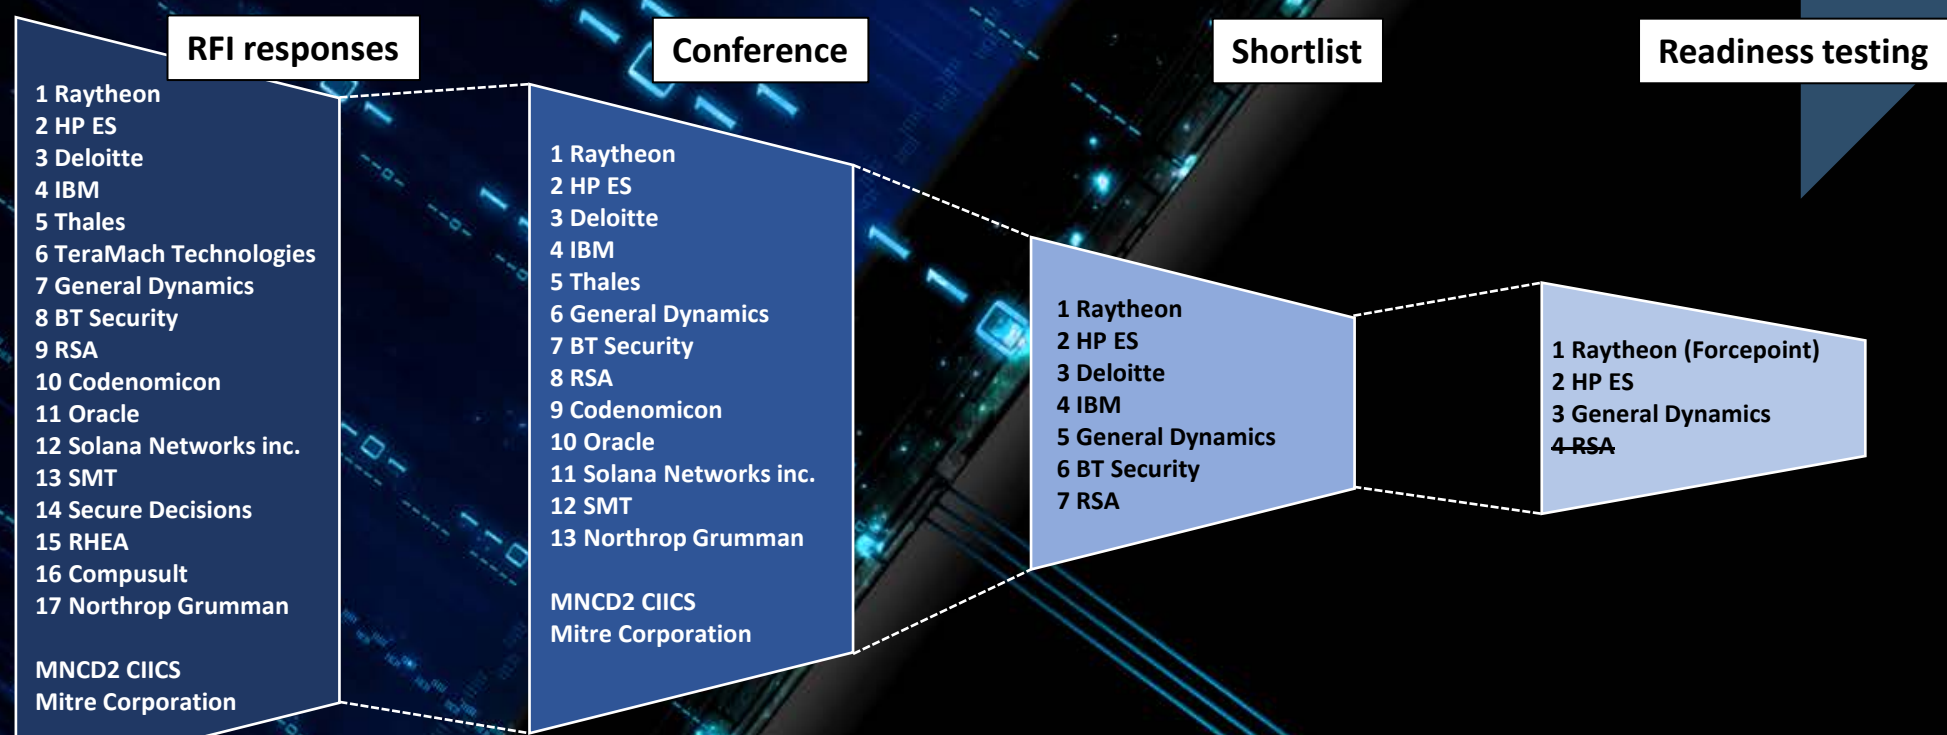 RFI responses
1 Raytheon
2 HP ES
3 Deloitte
4 IBM
5 Thales
6 TeraMach Technologies
7 General Dynamics
8 BT Security
9 RSA
10 Codenomicon
11 Oracle
12 Solana Networks inc.
13 SMT
14 Secure Decisions
15 RHEA
16 Compusult
17 Northrop Grumman
MNCD2 CIICS
Mitre Corporation
Conference
1 Raytheon
2 HP ES
3 Deloitte
4 IBM
5 Thales
6 General Dynamics
7 BT Security
8 RSA
9 Codenomicon
10 Oracle
11 Solana Networks inc.
12 SMT
13 Northrop Grumman
MNCD2 CIICS
Mitre Corporation
Shortlist
1 Raytheon
2 HP ES
3 Deloitte
4 IBM
5 General Dynamics
6 BT Security
7 RSA
Readiness testing
1 Raytheon (Forcepoint)
2 HP ES
3 General Dynamics
4 RSA